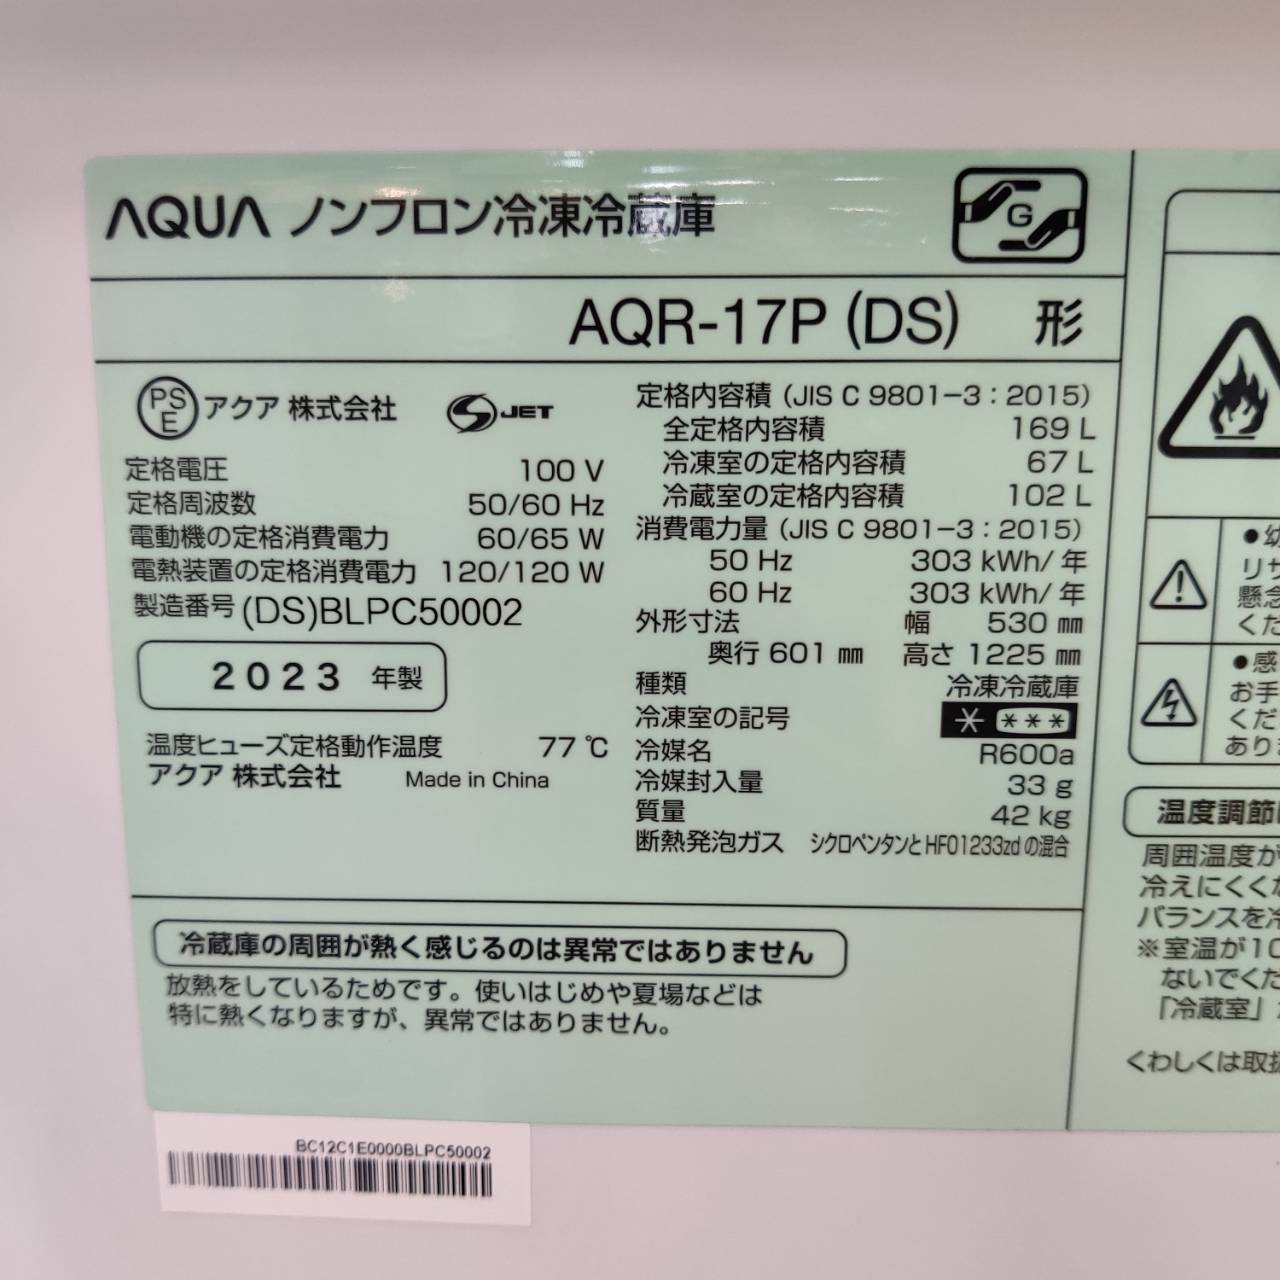 AQUA ノンフロン冷凍冷蔵庫
G
AQR-17P (DS) 形
PSE アクア 株式会社 S JET
定格電圧 100 V
定格周波数 50/60 Hz
電動機の定格消費電力 60/65 W
電熱装置の定格消費電力 120/120 W
製造番号 (DS)BLPC50002
2023 年製
温度ヒューズ定格動作温度 77 ℃
アクア 株式会社 Made in China
定格内容積 (JIS C 9801-3 : 2015)
全定格内容積 169 L
冷凍室の定格内容積 67 L
冷蔵室の定格内容積 102 L
消費電力量 (JIS C 9801-3 : 2015)
50 Hz 303 kWh/年
60 Hz 303 kWh/年
外形寸法 幅 530 ㎜
奥行 601 ㎜ 高さ 1225 ㎜
種類 冷凍冷蔵庫
冷凍室の記号 * ***
冷媒名 R600a
冷媒封入量 33 g
質量 42 kg
断熱発泡ガス シクロペンタンとHFO1233zdの混合
冷蔵庫の周囲が熱く感じるのは異常ではありません
放熱をしているためです。使いはじめや夏場などは
特に熱くなりますが、異常ではありません。
BC12C1E0000BLPC50002
●幼
リサ
懸念
くだ
●感
お手
くだ
あり
温度調節
周囲温度が
冷えにくくな
バランスを冷
※室温が10
ないでくだ
「冷蔵室」
くわしくは取扱